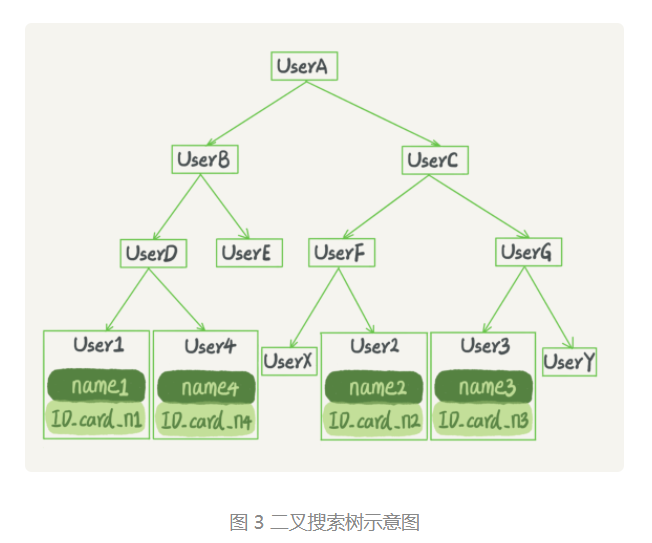 UserA
UserB
UserC
UserD
UserE
UserF
UserG
User1
User4
UserX
User2
User3
UserY
name1
name4
name2
name3
ID_card_n1
ID_card_n4
ID_card_n2
ID_card_n3
图 3 二叉搜索树示意图